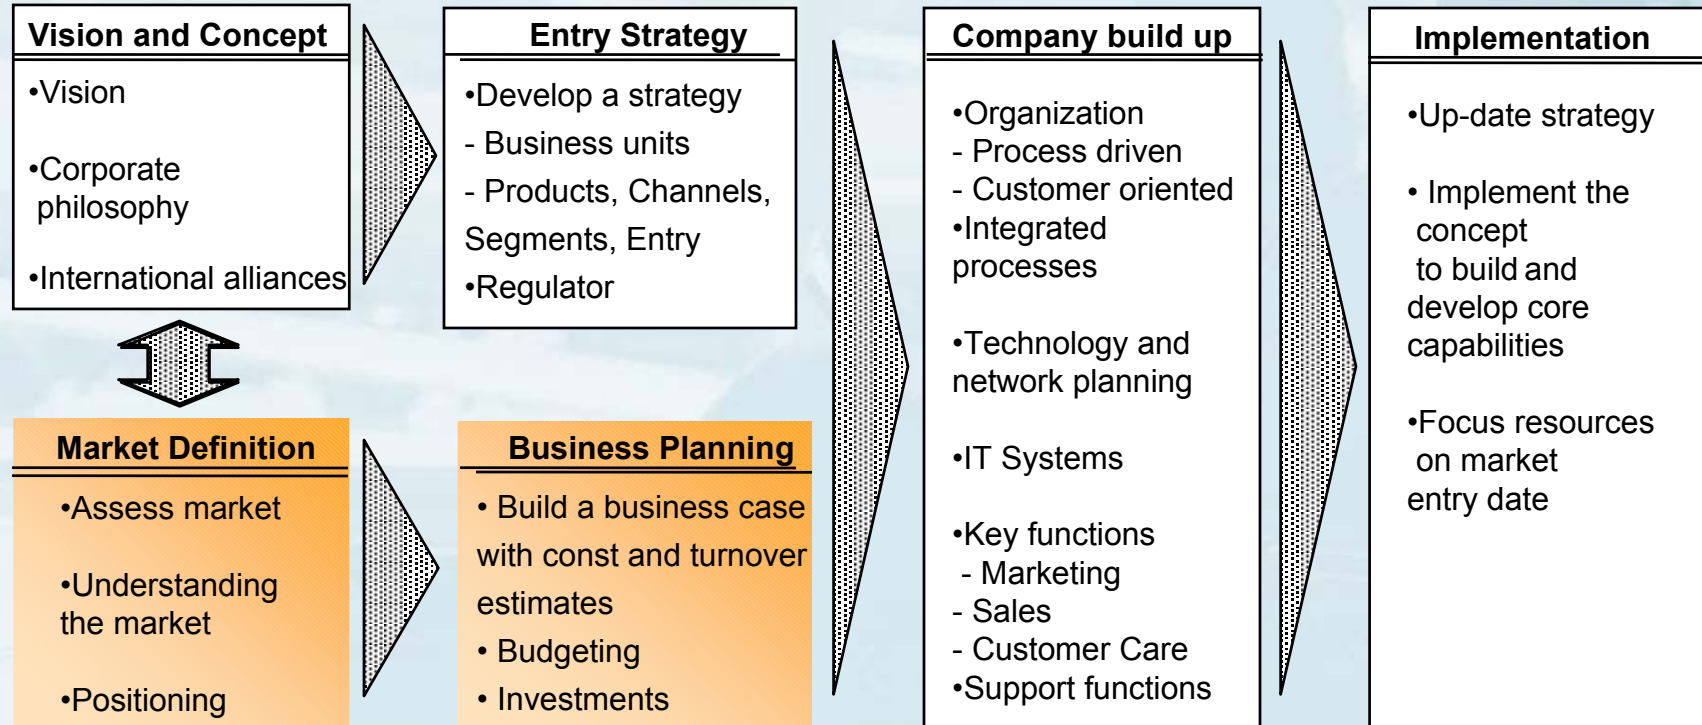 Vision and Concept
•Vision
•Corporate
philosophy
•International alliances
Market Definition
•Assess market
•Understanding
the market
•Positioning
Entry Strategy
•Develop a strategy
- Business units
- Products, Channels,
Segments, Entry
•Regulator
Business Planning
• Build a business case
with const and turnover
estimates
• Budgeting
• Investments
Company build up
•Organization
- Process driven
- Customer oriented
•Integrated
processes
•Technology and
network planning
•IT Systems
•Key functions
- Marketing
- Sales
- Customer Care
•Support functions
Implementation
•Up-date strategy
• Implement the
concept
to build and
develop core
capabilities
•Focus resources
on market
entry date